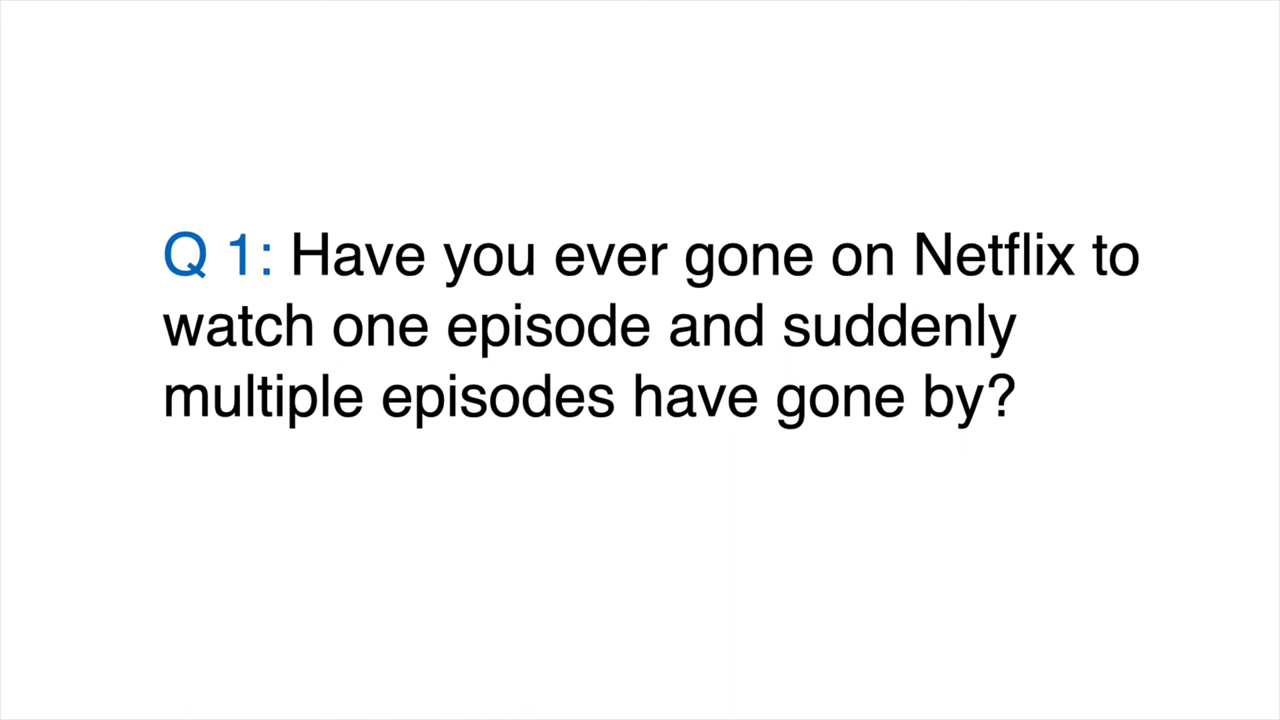 Q 1: Have you ever gone on Netflix to
watch one episode and suddenly
multiple episodes have gone by?